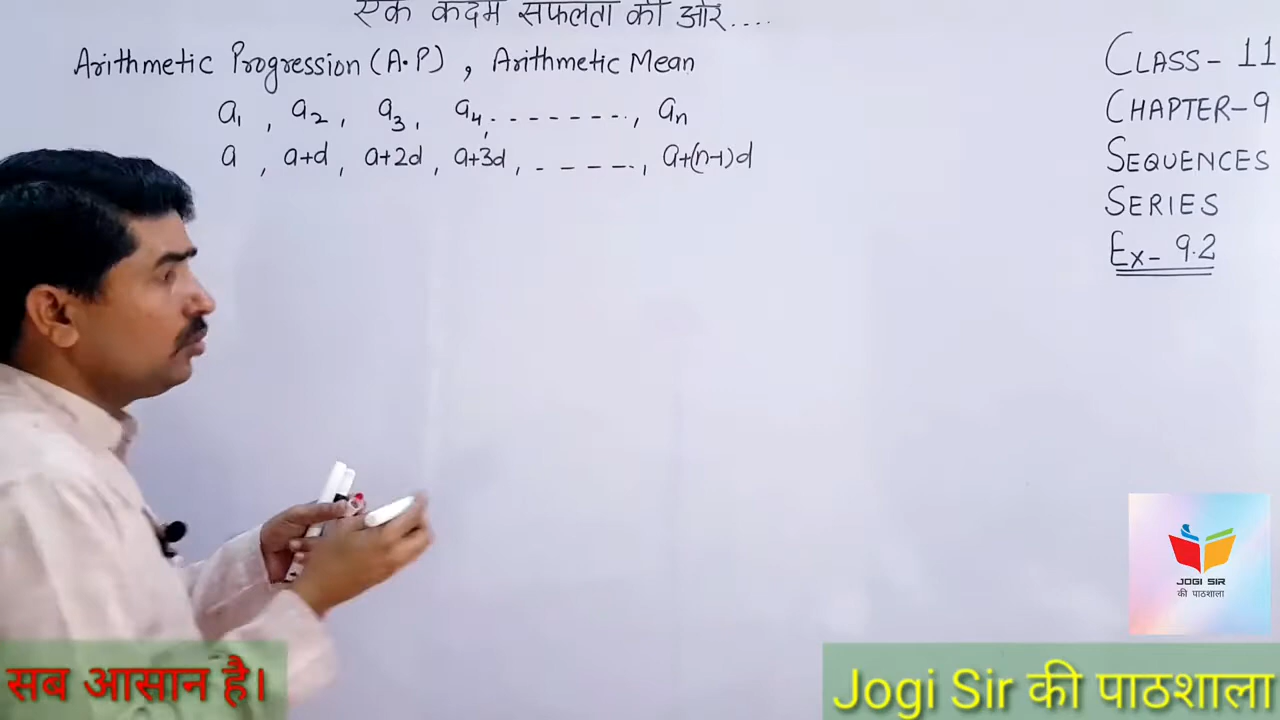 एक कदम सफलता की ओर....
Arithmetic Progression (A.P) , Arithmetic Mean
a₁ , a₂ , a₃ , a₄ , - - - - - - - , aₙ
a , a+d , a+2d , a+3d , - - - - - , a+(n-1)d
CLASS- 11
CHAPTER-9
SEQUENCES
SERIES
Ex- 9.2
JOGI SIR
की पाठशाला
सब आसान है।
Jogi Sir की पाठशाला